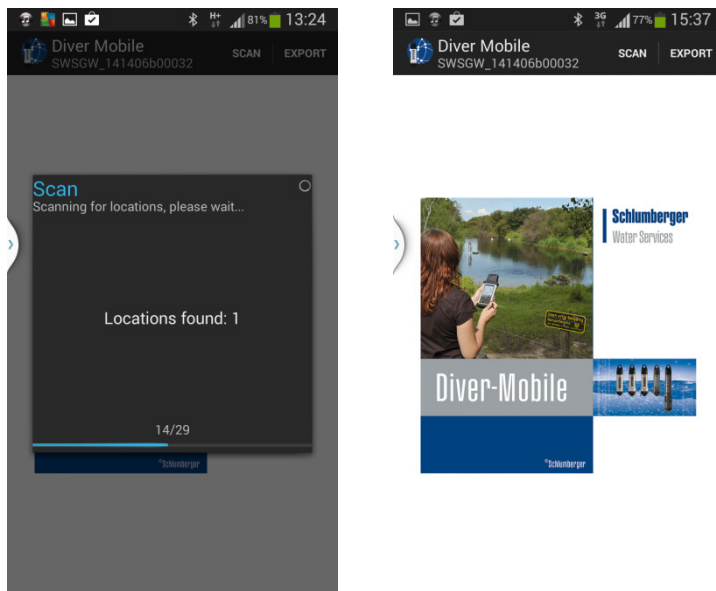 H+ 81% 13:24
Diver Mobile
SWSGW_141406b00032
SCAN EXPORT
Scan
Scanning for locations, please wait...
Locations found: 1
14/29
Schlumberger
3G 77% 15:37
Diver Mobile
SWSGW_141406b00032
SCAN EXPORT
Schlumberger
Water Services
Diver-Mobile
Schlumberger